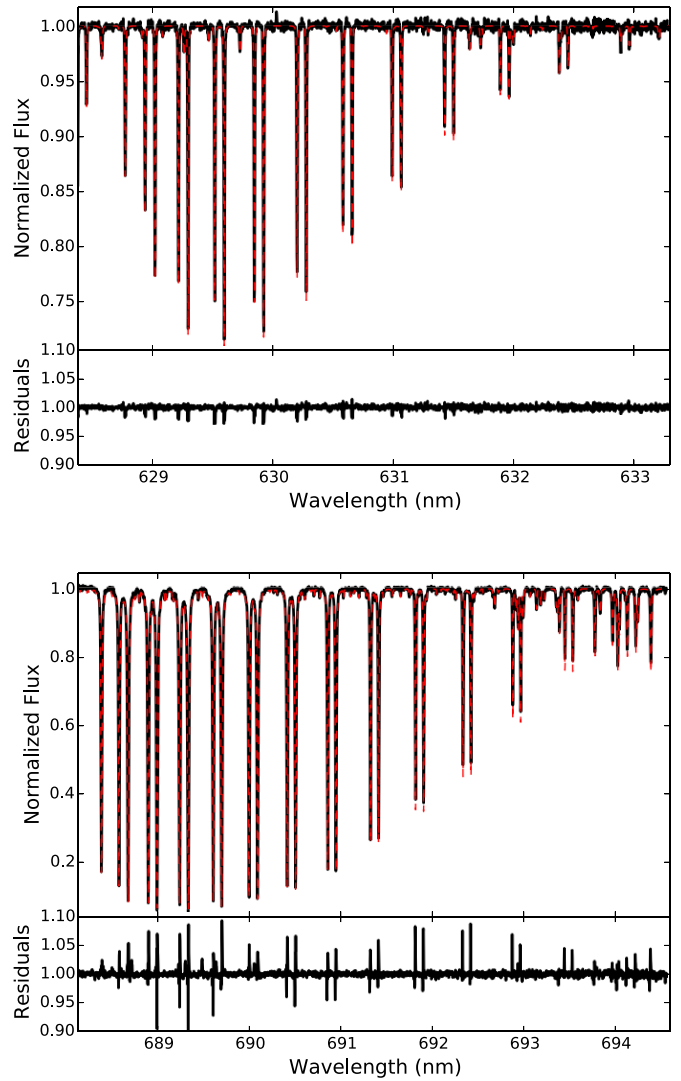 1.00
0.95
0.90
0.85
0.80
0.75
Normalized Flux
1.10
1.05
1.00
0.95
0.90
Residuals
629 630 631 632 633
Wavelength (nm)
1.0
0.8
0.6
0.4
0.2
Normalized Flux
1.10
1.05
1.00
0.95
0.90
Residuals
689 690 691 692 693 694
Wavelength (nm)